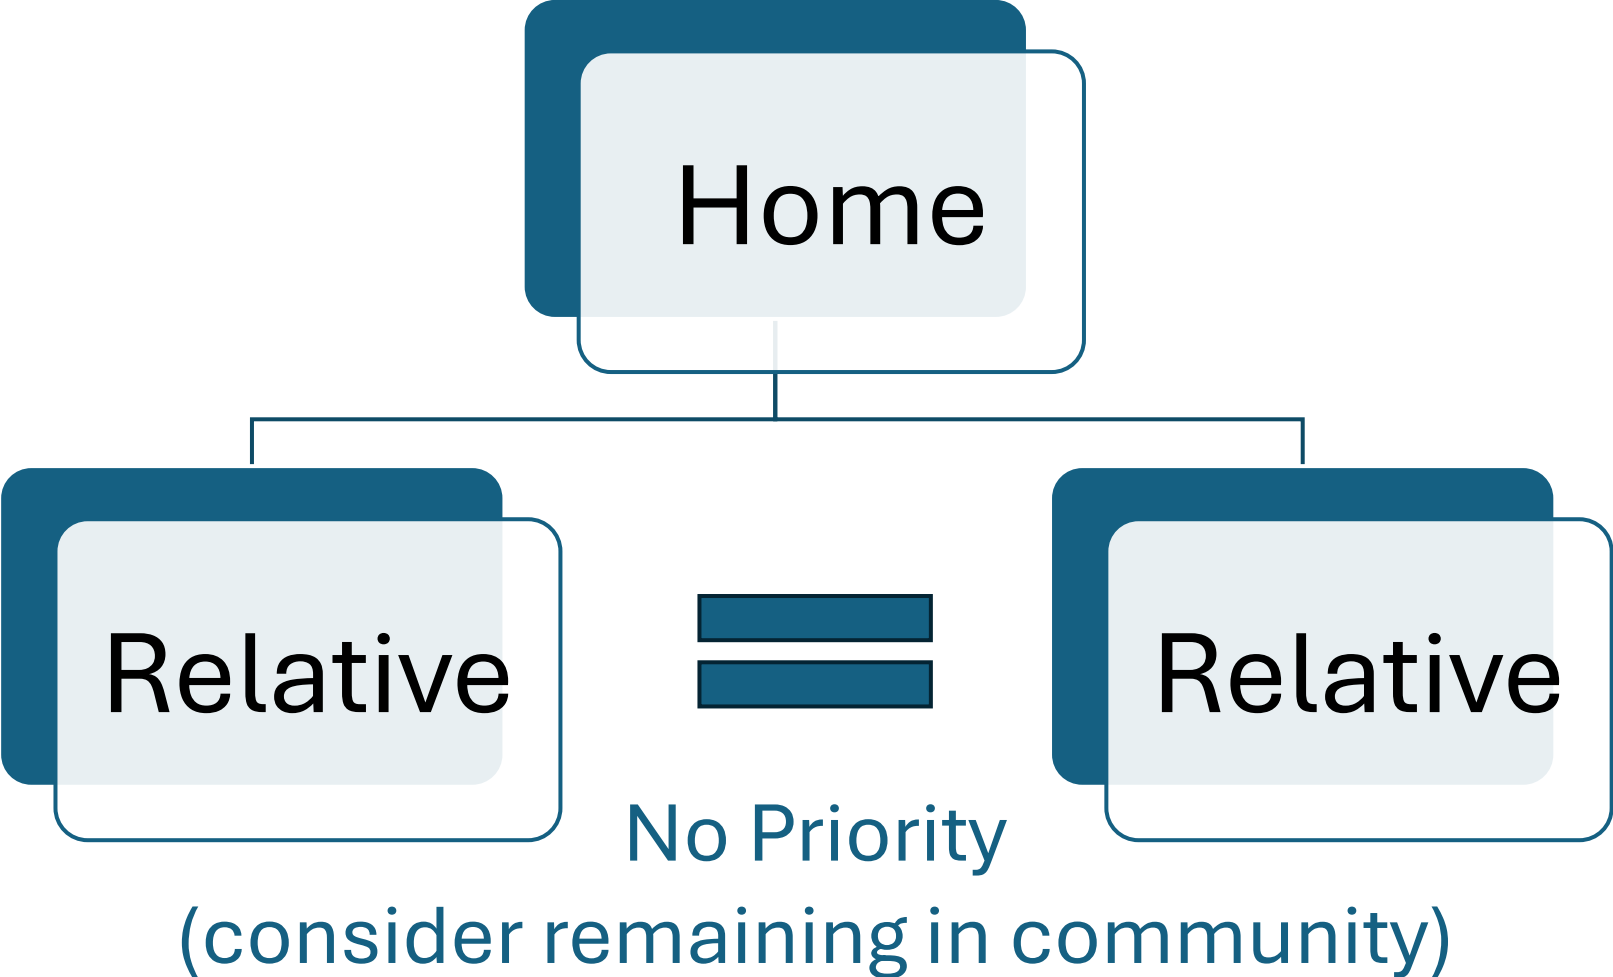 Home
Relative
Relative
No Priority
(consider remaining in community)